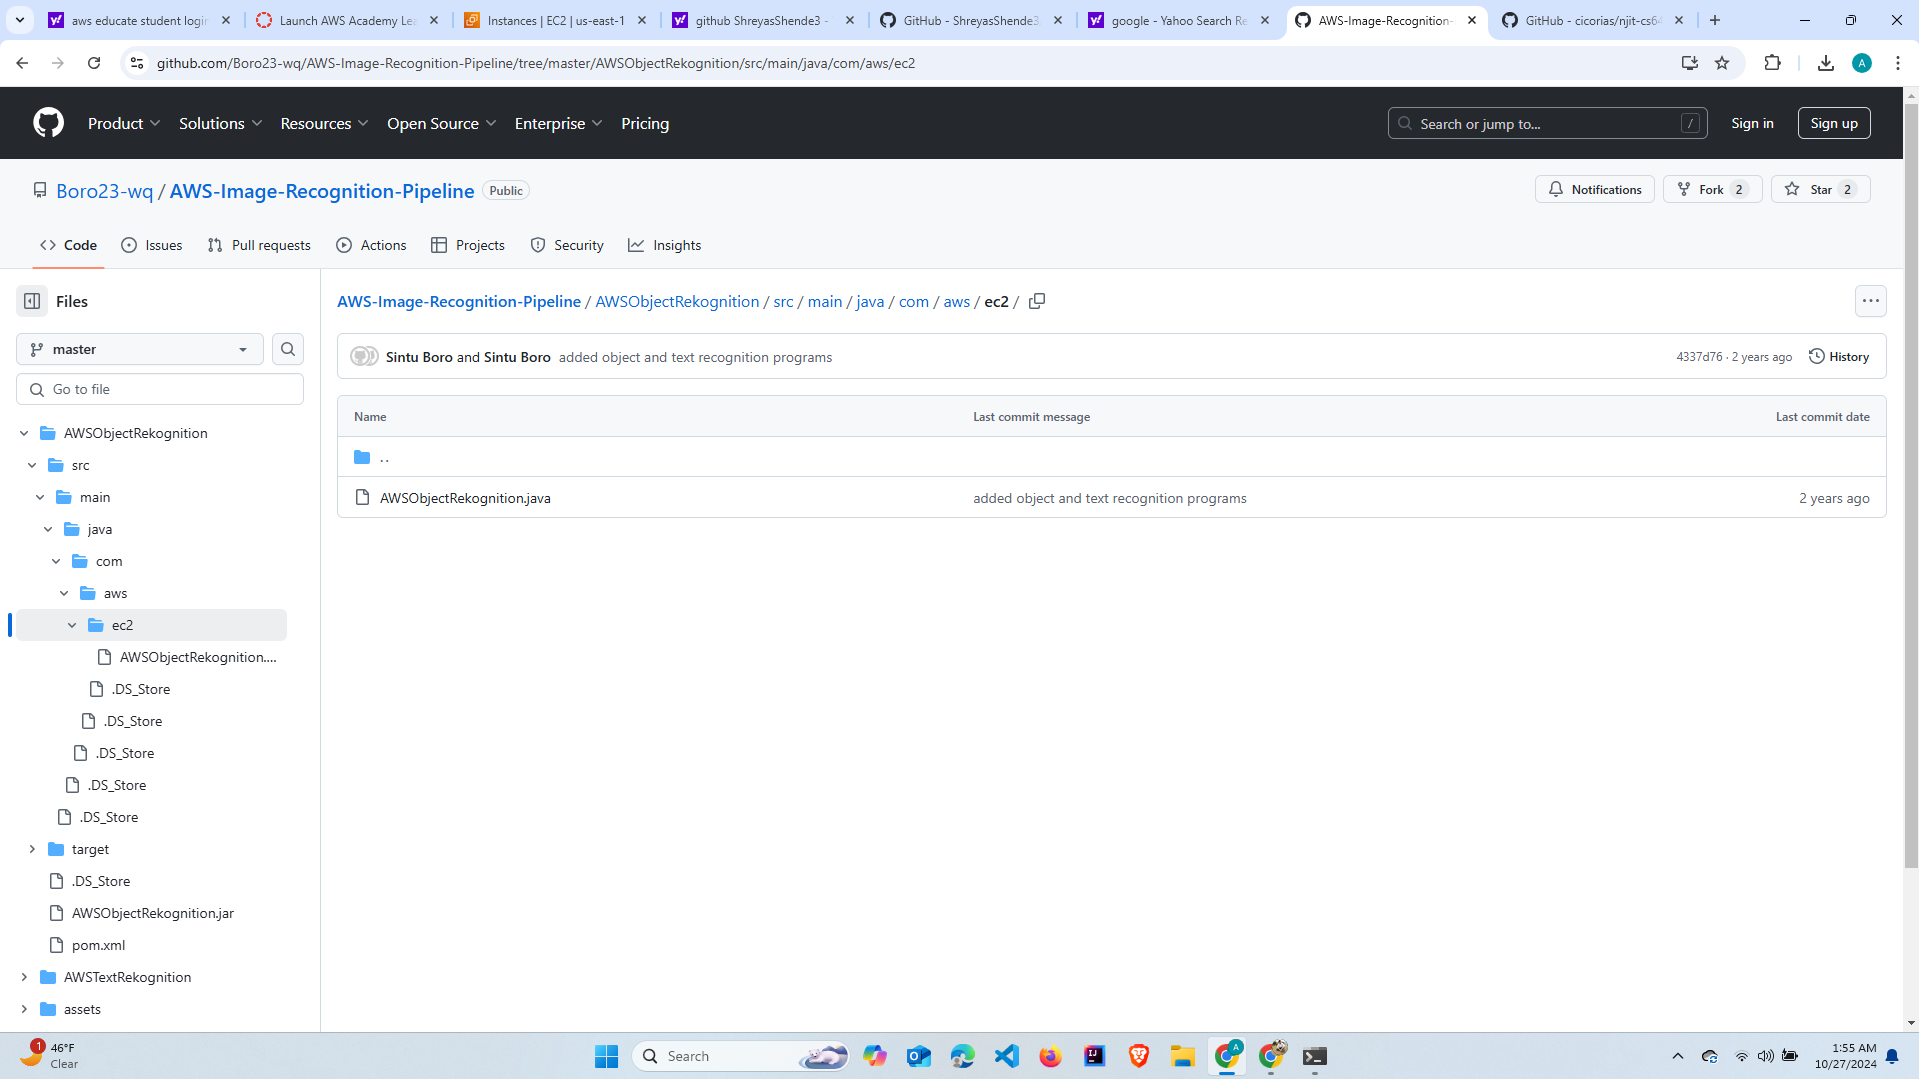 aws educate student login
Launch AWS Academy Lea
Instances | EC2 | us-east-1
github ShreyasShende3 -
GitHub - ShreyasShende3
google - Yahoo Search Re
AWS-Image-Recognition-
GitHub - cicorias/njit-cs64
github.com/Boro23-wq/AWS-Image-Recognition-Pipeline/tree/master/AWSObjectRekognition/src/main/java/com/aws/ec2
A
Product
Solutions
Resources
Open Source
Enterprise
Pricing
Search or jump to...
/
Sign in
Sign up
Boro23-wq / AWS-Image-Recognition-Pipeline
Public
Notifications
Fork 2
Star 2
Code
Issues
Pull requests
Actions
Projects
Security
Insights
Files
master
Go to file
AWSObjectRekognition
src
main
java
com
aws
ec2
AWSObjectRekognition....
.DS_Store
.DS_Store
.DS_Store
.DS_Store
.DS_Store
target
.DS_Store
AWSObjectRekognition.jar
pom.xml
AWSTextRekognition
assets
AWS-Image-Recognition-Pipeline / AWSObjectRekognition / src / main / java / com / aws / ec2 /
Sintu Boro and Sintu Boro added object and text recognition programs
4337d76 · 2 years ago
History
Name
Last commit message
Last commit date
..
AWSObjectRekognition.java
added object and text recognition programs
2 years ago
1
46°F
Clear
Search
A
1:55 AM
10/27/2024